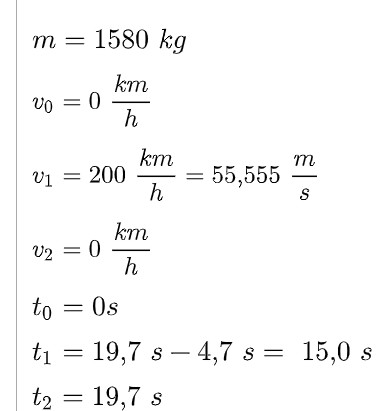 m = 1580 kg
v₀ = 0 km/h
v₁ = 200 km/h = 55,555 m/s
v₂ = 0 km/h
t₀ = 0s
t₁ = 19,7 s − 4,7 s = 15,0 s
t₂ = 19,7 s